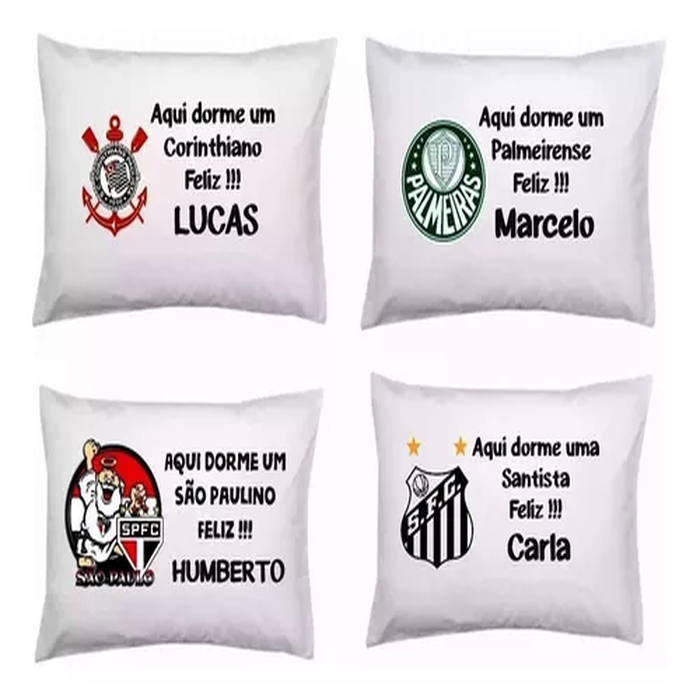 Aqui dorme um
Corinthiano
Feliz !!!
LUCAS
Aqui dorme um
Palmeirense
Feliz !!!
Marcelo
PALMEIRAS
AQUI DORME UM
SÃO PAULINO
FELIZ !!!
HUMBERTO
SPFC
SÃO PAULO
Aqui dorme uma
Santista
Feliz !!!
Carla
S.F.C.